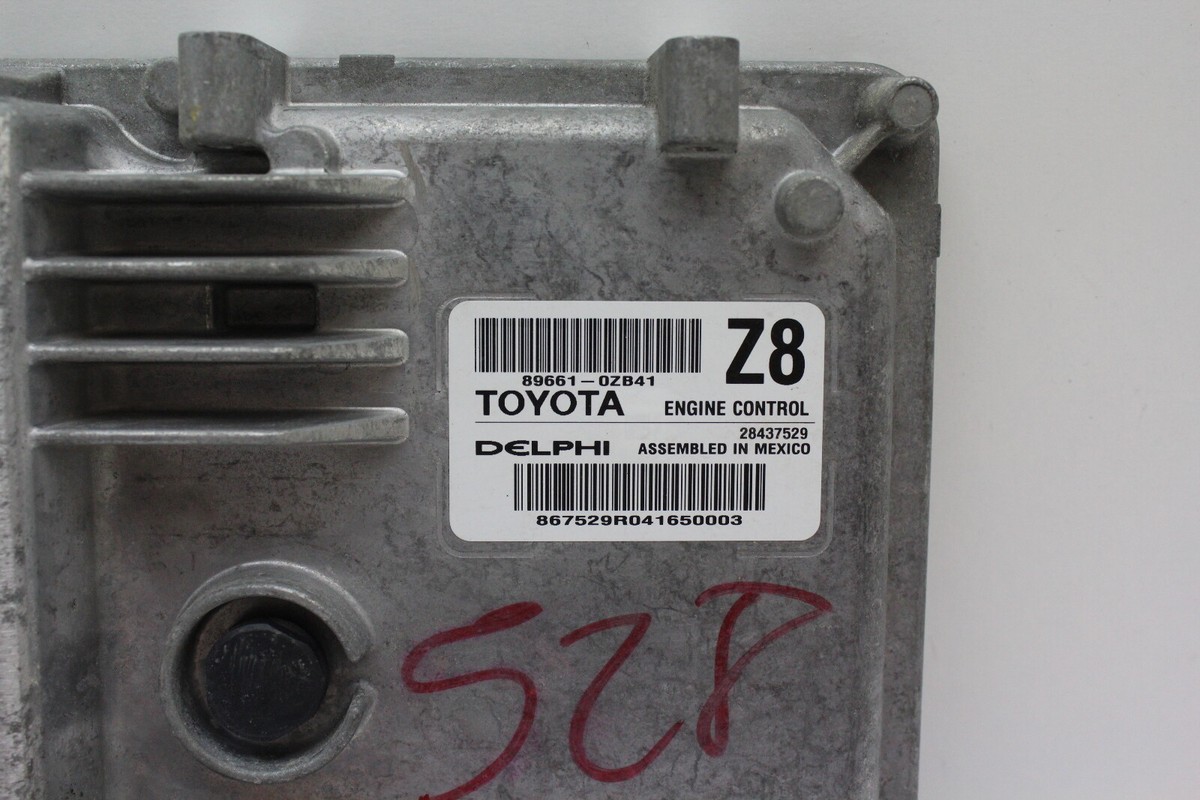 Z8
89661-0ZB41
TOYOTA ENGINE CONTROL
28437529
DELPHI ASSEMBLED IN MEXICO
867529R041650003
528